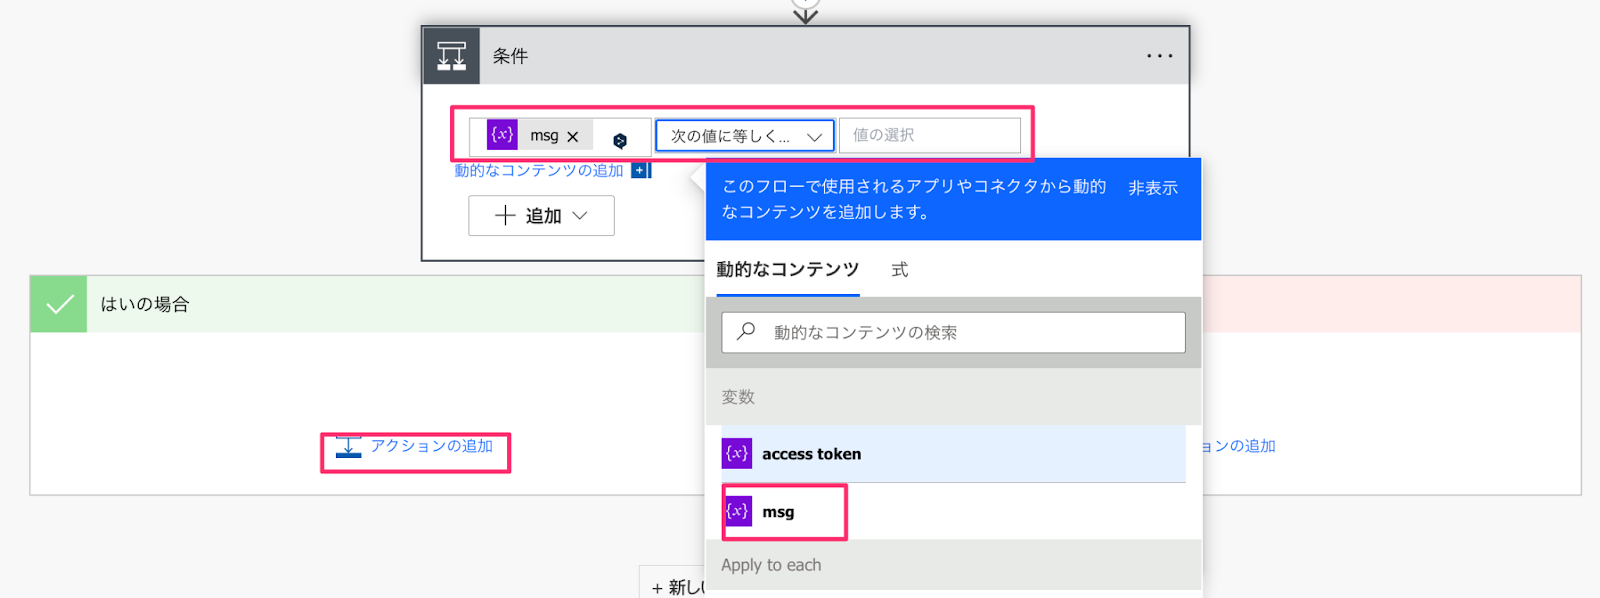 条件
{x} msg ×
次の値に等しく...
値の選択
動的なコンテンツの追加
追加
このフローで使用されるアプリやコネクタから動的
なコンテンツを追加します。
非表示
動的なコンテンツ
式
動的なコンテンツの検索
はいの場合
変数
{x} access token
{x} msg
Apply to each
アクションの追加
ョンの追加
+ 新しい